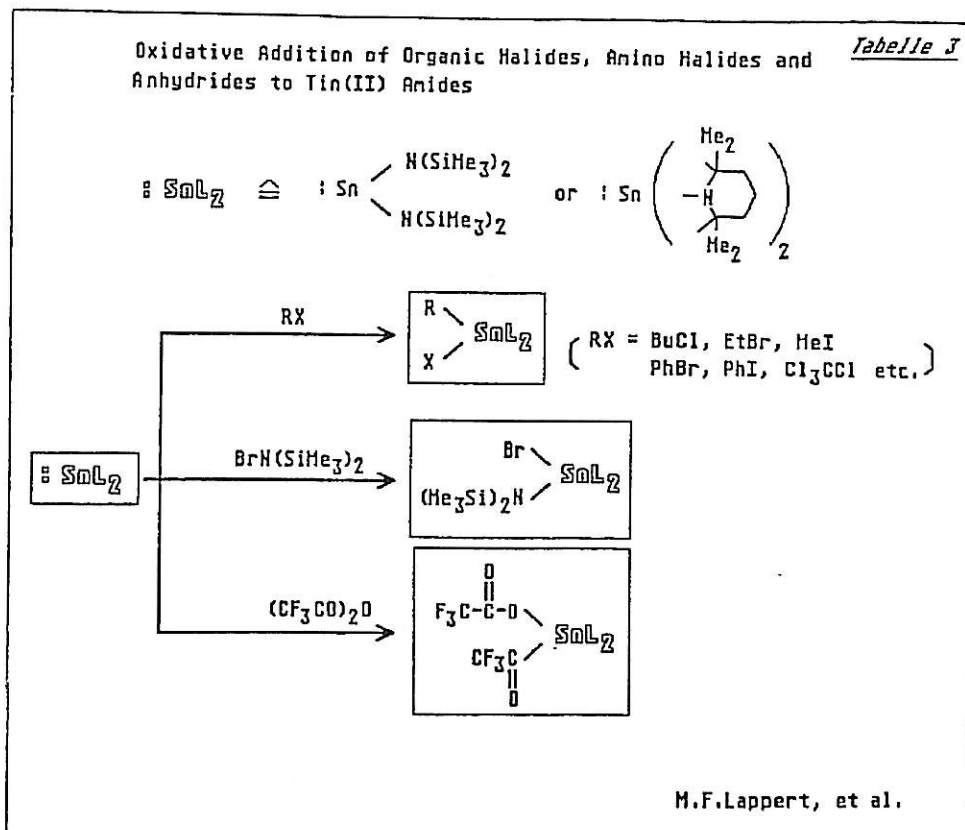 Tabelle 3
Oxidative Addition of Organic Halides, Amino Halides and
Anhydrides to Tin(II) Amides
: SnL2 ≙ : Sn N(SiMe3)2 N(SiMe3)2 or : Sn ( Me2 N Me2 )2
RX
R X SnL2
( RX = BuCl, EtBr, MeI
PhBr, PhI, Cl3CCl etc. )
: SnL2
BrN(SiMe3)2
Br
(Me3Si)2N SnL2
(CF3CO)2O
O
F3C-C-O
SnL2
CF3C
O
M.F.Lappert, et al.